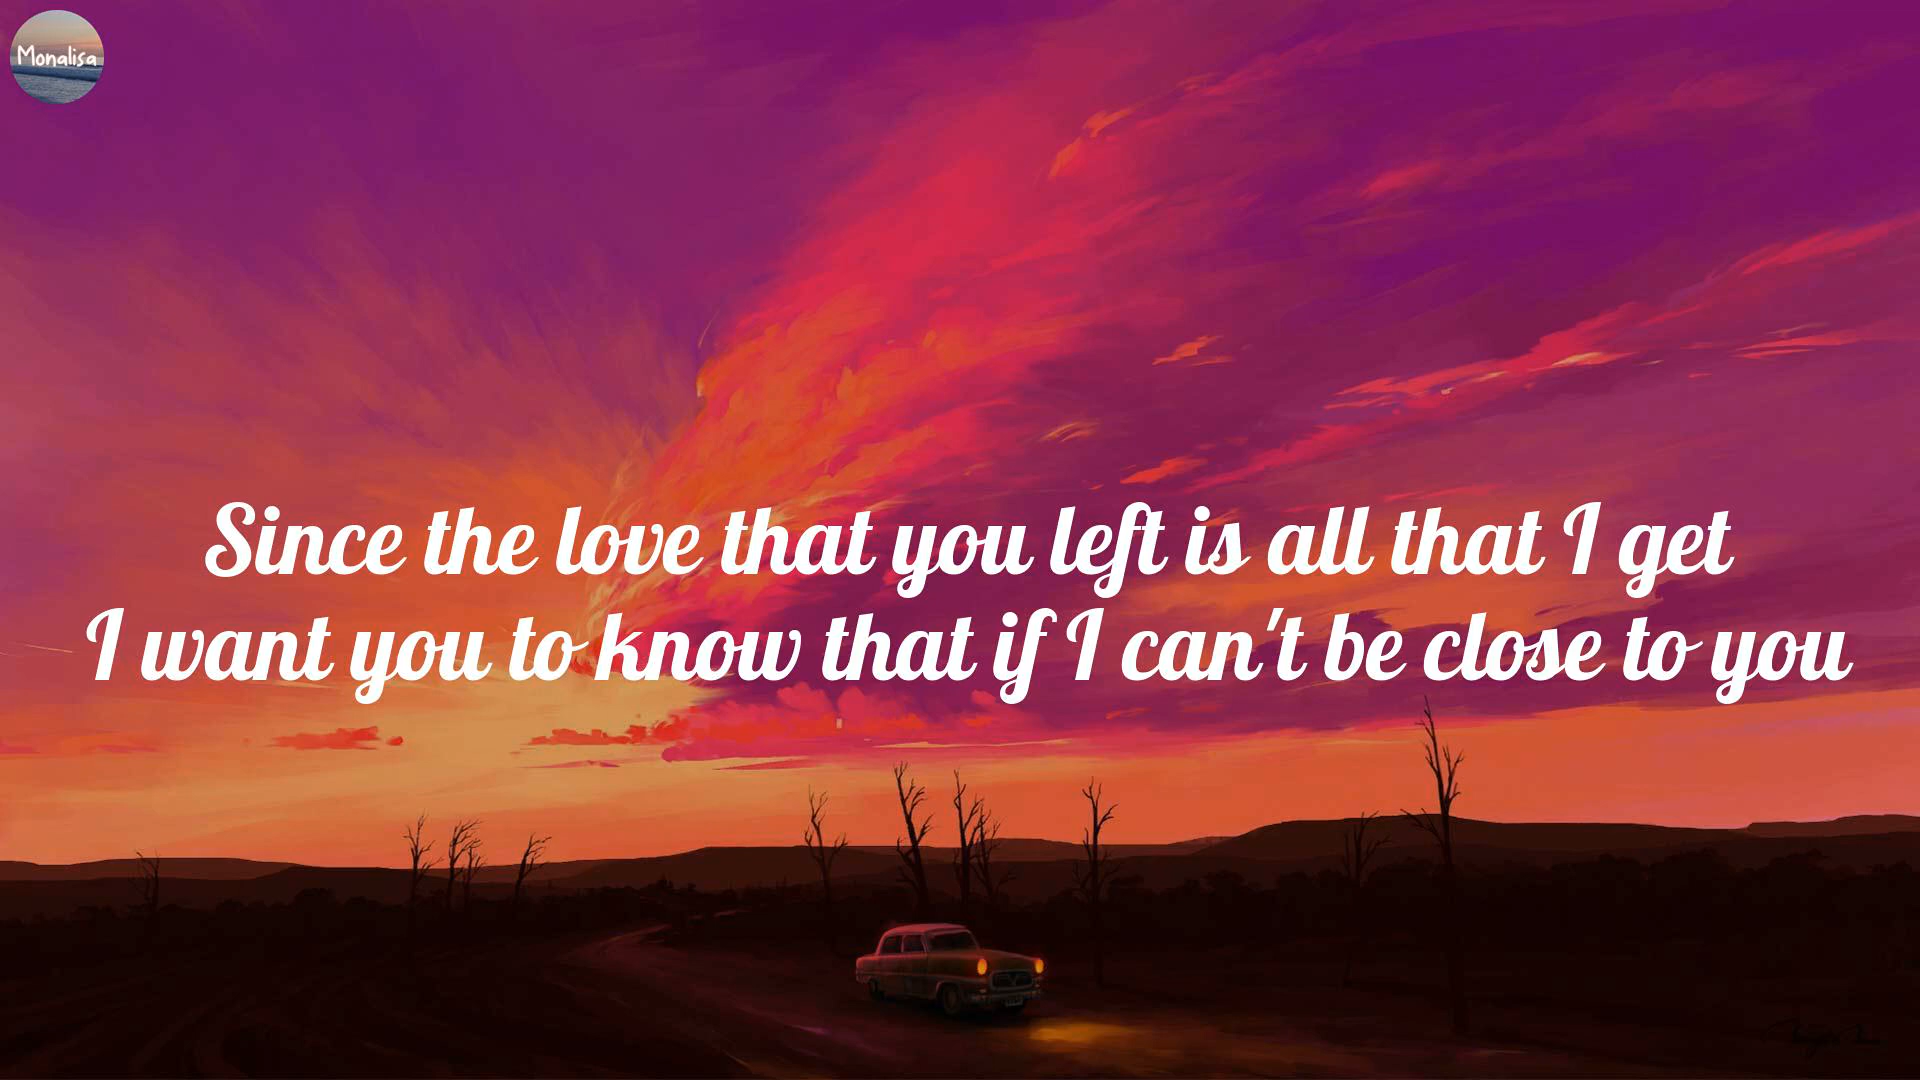 Monalisa
Since the love that you left is all that I get
I want you to know that if I can't be close to you